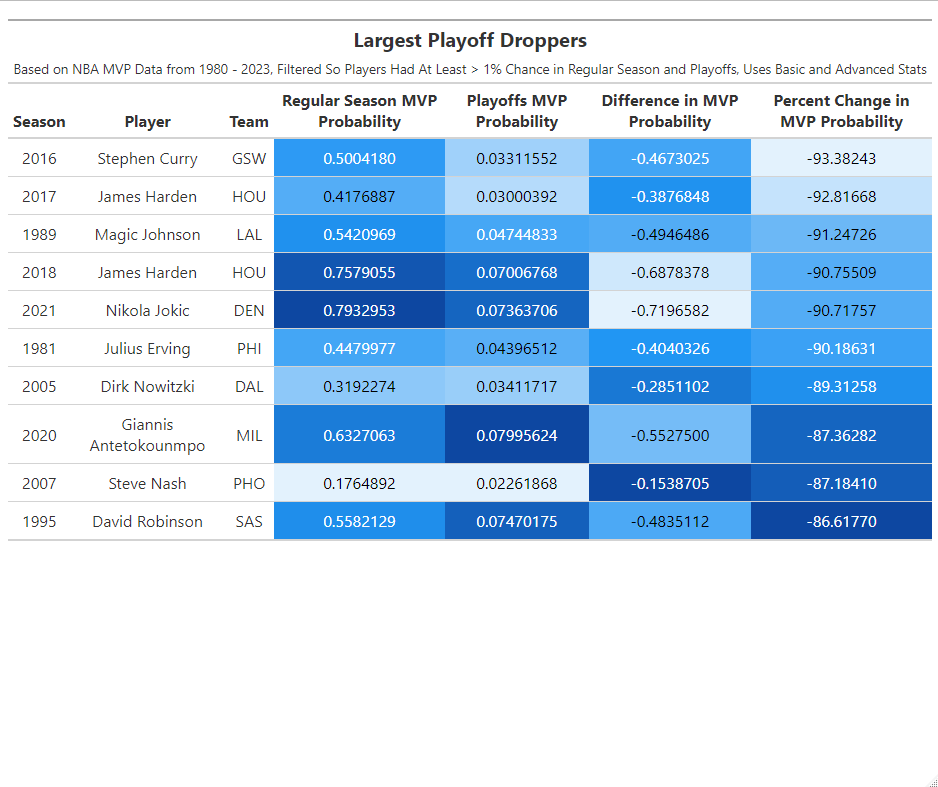 Largest Playoff Droppers
Based on NBA MVP Data from 1980 - 2023, Filtered So Players Had At Least > 1% Chance in Regular Season and Playoffs, Uses Basic and Advanced Stats
Season Player Team Regular Season MVP Probability Playoffs MVP Probability Difference in MVP Probability Percent Change in MVP Probability
2016 Stephen Curry GSW 0.5004180 0.03311552 -0.4673025 -93.38243
2017 James Harden HOU 0.4176887 0.03000392 -0.3876848 -92.81668
1989 Magic Johnson LAL 0.5420969 0.04744833 -0.4946486 -91.24726
2018 James Harden HOU 0.7579055 0.07006768 -0.6878378 -90.75509
2021 Nikola Jokic DEN 0.7932953 0.07363706 -0.7196582 -90.71757
1981 Julius Erving PHI 0.4479977 0.04396512 -0.4040326 -90.18631
2005 Dirk Nowitzki DAL 0.3192274 0.03411717 -0.2851102 -89.31258
2020 Giannis Antetokounmpo MIL 0.6327063 0.07995624 -0.5527500 -87.36282
2007 Steve Nash PHO 0.1764892 0.02261868 -0.1538705 -87.18410
1995 David Robinson SAS 0.5582129 0.07470175 -0.4835112 -86.61770